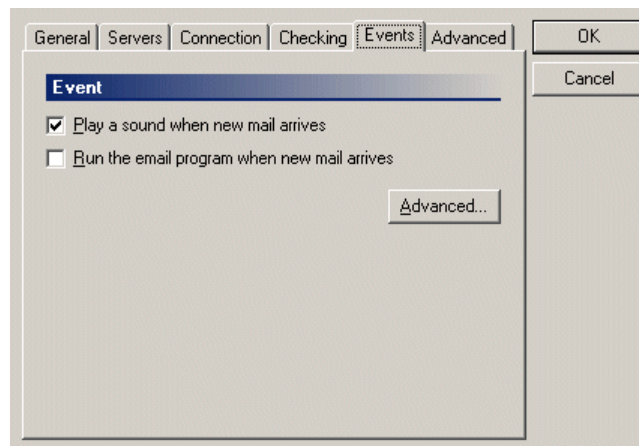 General Servers Connection Checking Events Advanced OK
Cancel
Event
Play a sound when new mail arrives
Run the email program when new mail arrives
Advanced...